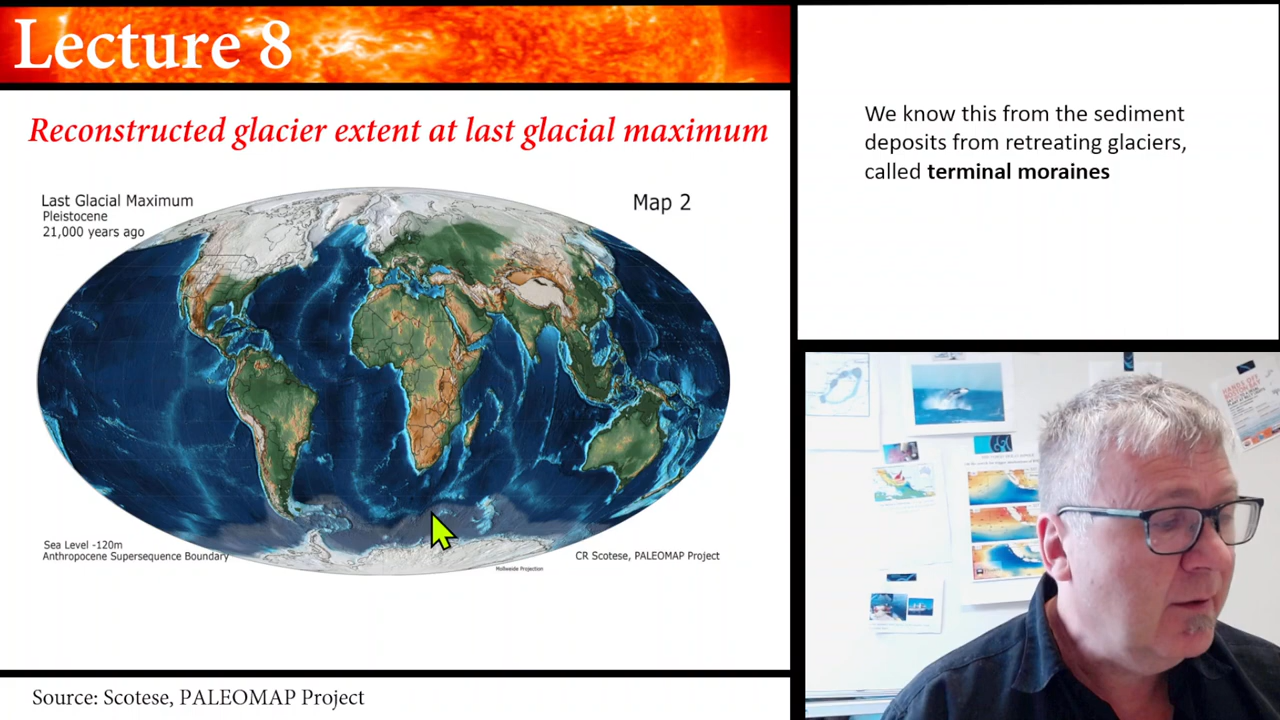 Lecture 8
Reconstructed glacier extent at last glacial maximum
Last Glacial Maximum
Pleistocene
21,000 years ago
Map 2
Sea Level -120m
Anthropocene Supersequence Boundary
CR Scotese, PALEOMAP Project
Mollweide Projection
Source: Scotese, PALEOMAP Project
We know this from the sediment
deposits from retreating glaciers,
called terminal moraines
HANDS OFF